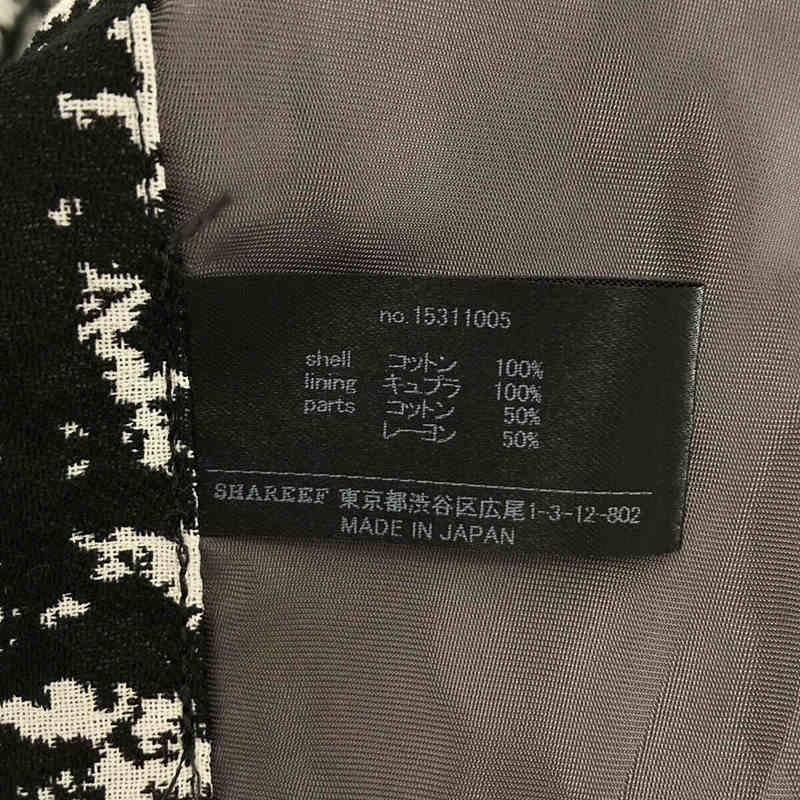 no.15311005
shell コットン 100%
lining キュプラ 100%
parts コットン 50%
レーヨン 50%
SHAREEF 東京都渋谷区広尾1-3-12-802
MADE IN JAPAN